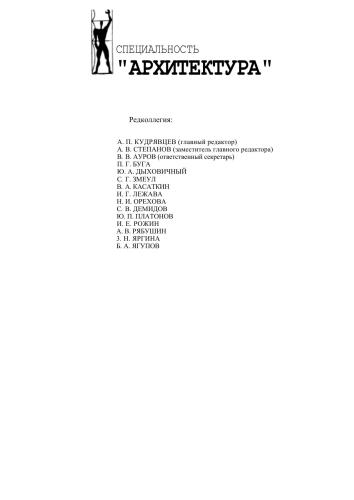 СПЕЦИАЛЬНОСТЬ
"АРХИТЕКТУРА"
Редколлегия:
А. П. КУДРЯВЦЕВ (главный редактор)
А. В. СТЕПАНОВ (заместитель главного редактора)
В. В. АУРОВ (ответственный секретарь)
П. Г. БУГА
Ю. А. ДЫХОВИЧНЫЙ
С. Г. ЗМЕУЛ
В. А. КАСАТКИН
И. Г. ЛЕЖАВА
Н. И. ОРЕХОВА
С. В. ДЕМИДОВ
Ю. П. ПЛАТОНОВ
И. Е. РОЖИН
А. В. РЯБУШИН
З. Н. ЯРГИНА
Б. А. ЯГУПОВ